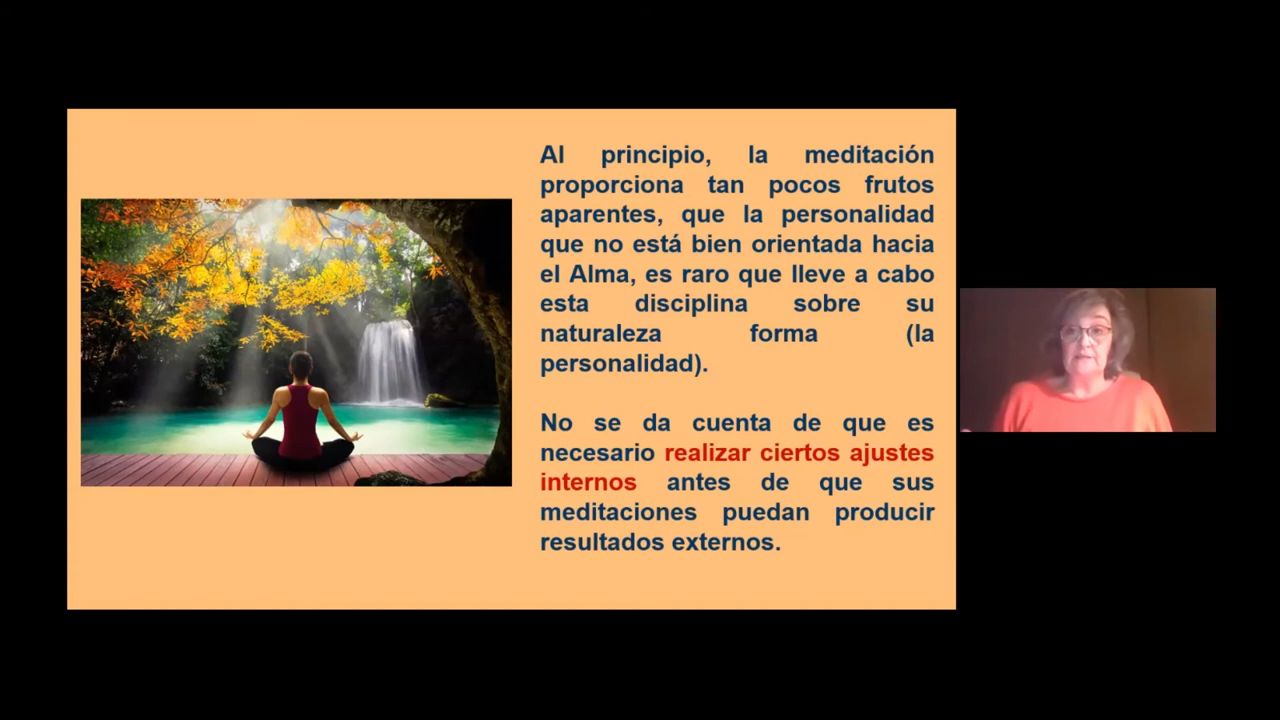 Al principio, la meditación
proporciona tan pocos frutos
aparentes, que la personalidad
que no está bien orientada hacia
el Alma, es raro que lleve a cabo
esta disciplina sobre su
naturaleza forma (la
personalidad).
No se da cuenta de que es
necesario realizar ciertos ajustes
internos antes de que sus
meditaciones puedan producir
resultados externos.